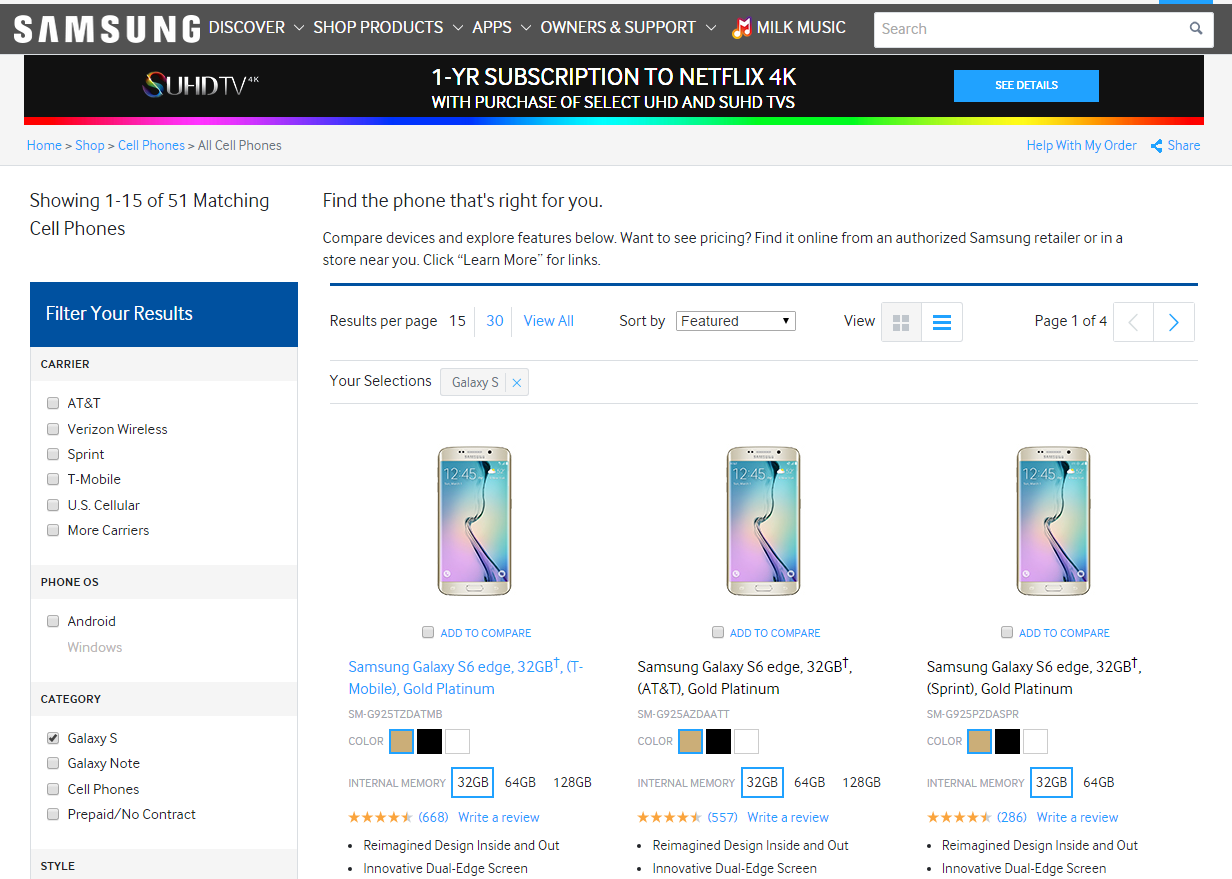 SAMSUNG DISCOVER SHOP PRODUCTS APPS OWNERS & SUPPORT MILK MUSIC Search
SUHDTV 4K
1-YR SUBSCRIPTION TO NETFLIX 4K
WITH PURCHASE OF SELECT UHD AND SUHD TVS
SEE DETAILS
Home > Shop > Cell Phones > All Cell Phones
Help With My Order Share
Showing 1-15 of 51 Matching
Cell Phones
Find the phone that's right for you.
Compare devices and explore features below. Want to see pricing? Find it online from an authorized Samsung retailer or in a
store near you. Click “Learn More” for links.
Filter Your Results
CARRIER
AT&T
Verizon Wireless
Sprint
T-Mobile
U.S. Cellular
More Carriers
PHONE OS
Android
Windows
CATEGORY
Galaxy S
Galaxy Note
Cell Phones
Prepaid/No Contract
STYLE
Results per page 15 30 View All Sort by Featured View Page 1 of 4
Your Selections Galaxy S
SAMSUNG
12:45
ADD TO COMPARE
Samsung Galaxy S6 edge, 32GB†, (T-
Mobile), Gold Platinum
SM-G925TZDATMB
COLOR
INTERNAL MEMORY 32GB 64GB 128GB
(668) Write a review
• Reimagined Design Inside and Out
• Innovative Dual-Edge Screen
SAMSUNG
12:45
ADD TO COMPARE
Samsung Galaxy S6 edge, 32GB†,
(AT&T), Gold Platinum
SM-G925AZDAATT
COLOR
INTERNAL MEMORY 32GB 64GB 128GB
(557) Write a review
• Reimagined Design Inside and Out
• Innovative Dual-Edge Screen
SAMSUNG
12:45
ADD TO COMPARE
Samsung Galaxy S6 edge, 32GB†,
(Sprint), Gold Platinum
SM-G925PZDASPR
COLOR
INTERNAL MEMORY 32GB 64GB
(286) Write a review
• Reimagined Design Inside and Out
• Innovative Dual-Edge Screen